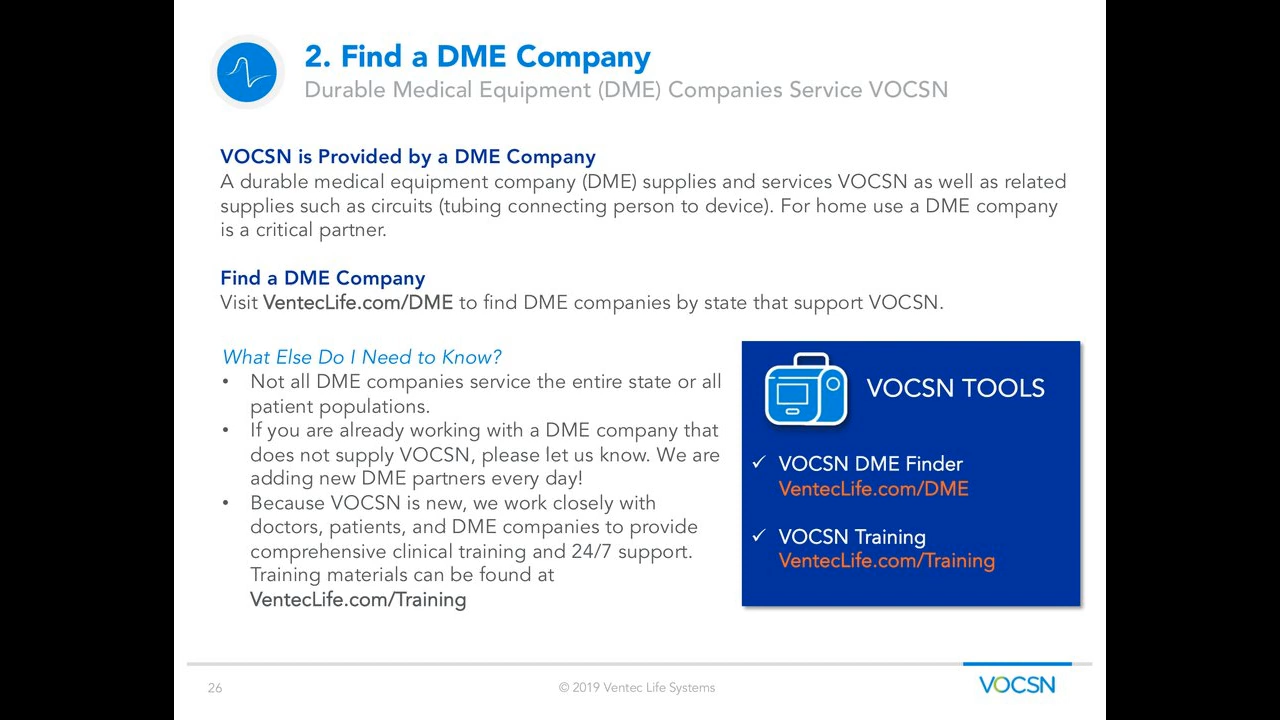 2. Find a DME Company
Durable Medical Equipment (DME) Companies Service VOCSN
VOCSN is Provided by a DME Company
A durable medical equipment company (DME) supplies and services VOCSN as well as related
supplies such as circuits (tubing connecting person to device). For home use a DME company
is a critical partner.
Find a DME Company
Visit VentecLife.com/DME to find DME companies by state that support VOCSN.
What Else Do I Need to Know?
• Not all DME companies service the entire state or all
patient populations.
• If you are already working with a DME company that
does not supply VOCSN, please let us know. We are
adding new DME partners every day!
• Because VOCSN is new, we work closely with
doctors, patients, and DME companies to provide
comprehensive clinical training and 24/7 support.
Training materials can be found at
VentecLife.com/Training
VOCSN TOOLS
✓ VOCSN DME Finder
VentecLife.com/DME
✓ VOCSN Training
VentecLife.com/Training
26
© 2019 Ventec Life Systems
VOCSN